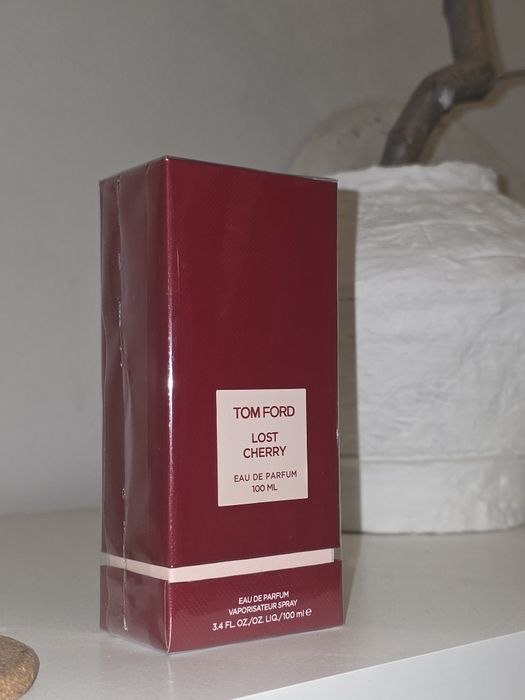 TOM FORD
LOST
CHERRY
EAU DE PARFUM
100 ML
EAU DE PARFUM
VAPORISATEUR SPRAY
3.4 FL. OZ./OZ. LIQ./100 ml ℮